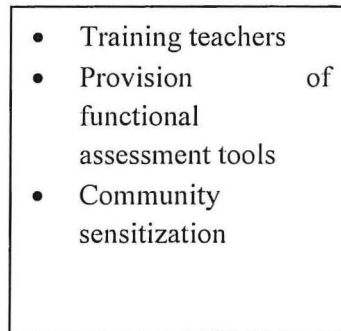 • Training teachers
• Provision of
functional
assessment tools
• Community
sensitization